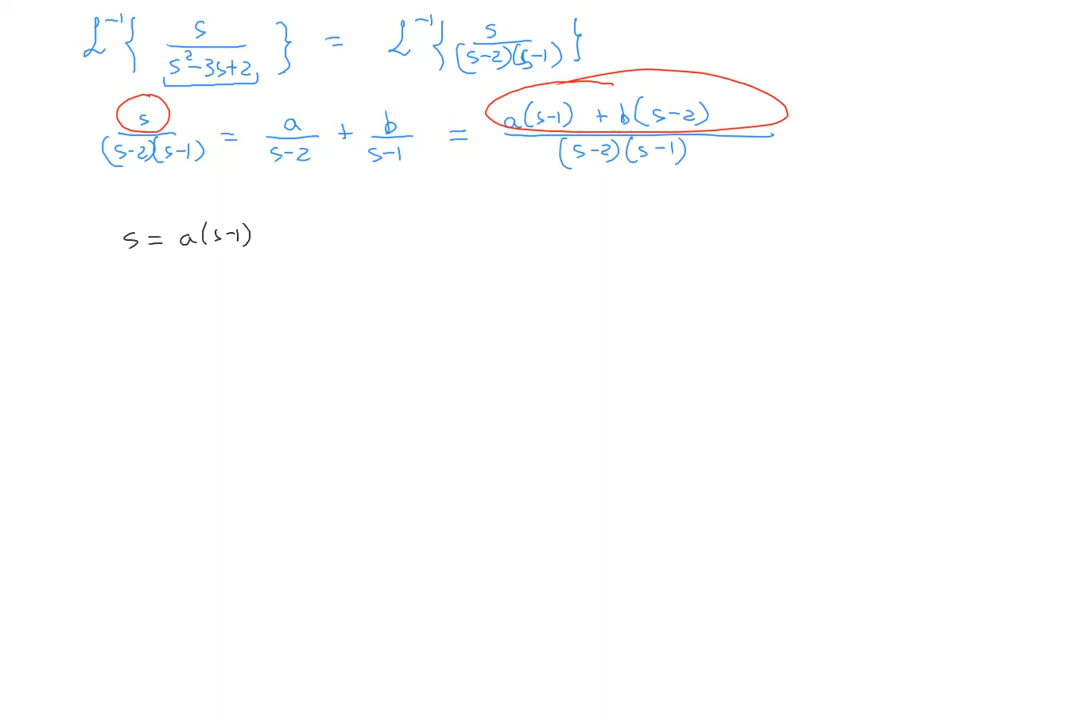 ℒ⁻¹{ s/(s²-3s+2) } = ℒ⁻¹{ s/((s-2)(s-1)) }
s/((s-2)(s-1)) = a/(s-2) + b/(s-1) = (a(s-1) + b(s-2))/((s-2)(s-1))
s = a(s-1)